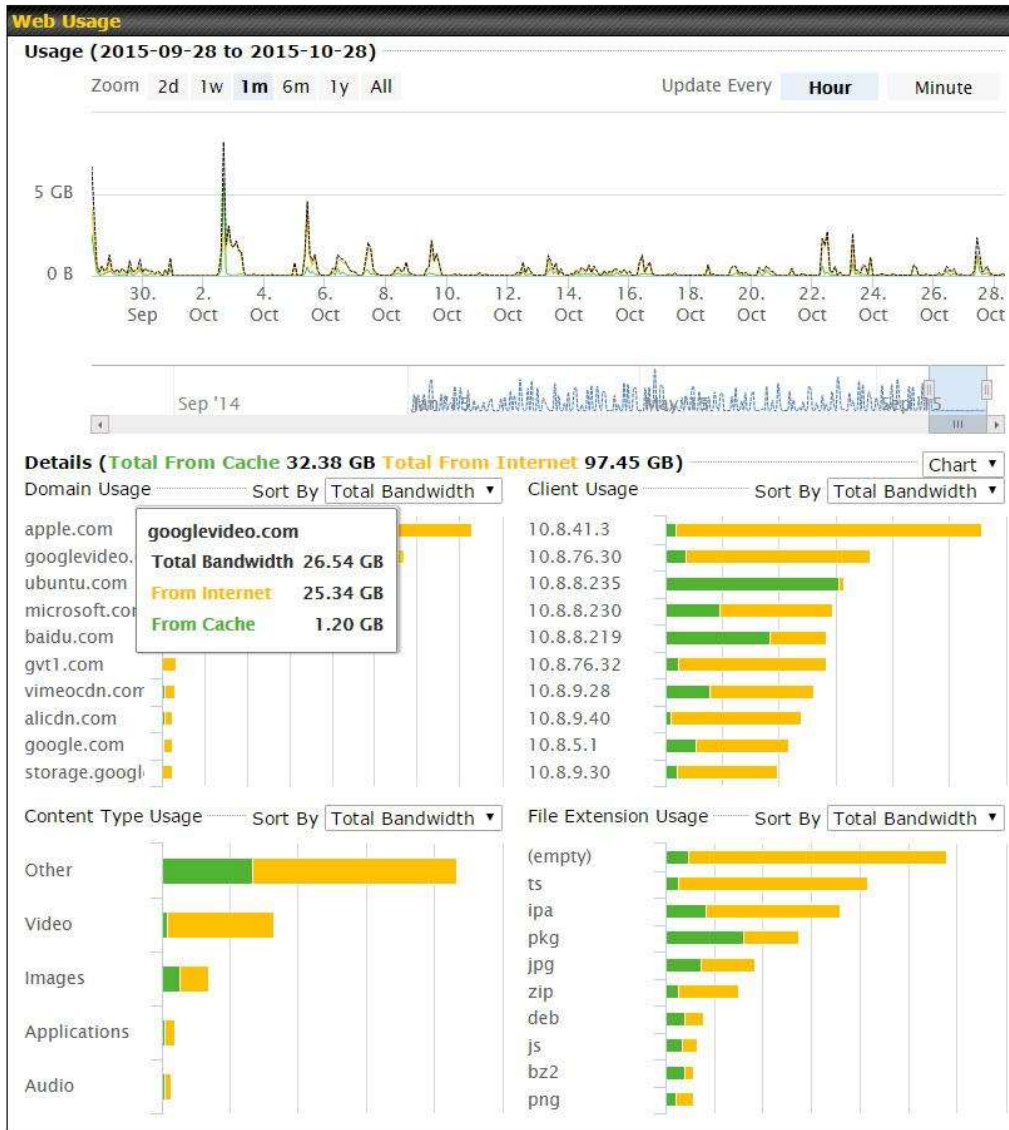 Web Usage
Usage (2015-09-28 to 2015-10-28)
Zoom 2d 1w 1m 6m 1y All Update Every Hour Minute
5 GB
0 B
30. Sep
2. Oct
4. Oct
6. Oct
8. Oct
10. Oct
12. Oct
14. Oct
16. Oct
18. Oct
20. Oct
22. Oct
24. Oct
26. Oct
28. Oct
Sep '14
May '15
Sep '15
Details (Total From Cache 32.38 GB Total From Internet 97.45 GB) Chart
Domain Usage Sort By Total Bandwidth
apple.com
googlevideo.
ubuntu.com
microsoft.com
baidu.com
gvt1.com
vimeocdn.com
alicdn.com
google.com
storage.googl
googlevideo.com
Total Bandwidth 26.54 GB
From Internet 25.34 GB
From Cache 1.20 GB
Client Usage Sort By Total Bandwidth
10.8.41.3
10.8.76.30
10.8.8.235
10.8.8.230
10.8.8.219
10.8.76.32
10.8.9.28
10.8.9.40
10.8.5.1
10.8.9.30
Content Type Usage Sort By Total Bandwidth
Other
Video
Images
Applications
Audio
File Extension Usage Sort By Total Bandwidth
(empty)
ts
ipa
pkg
jpg
zip
deb
js
bz2
png